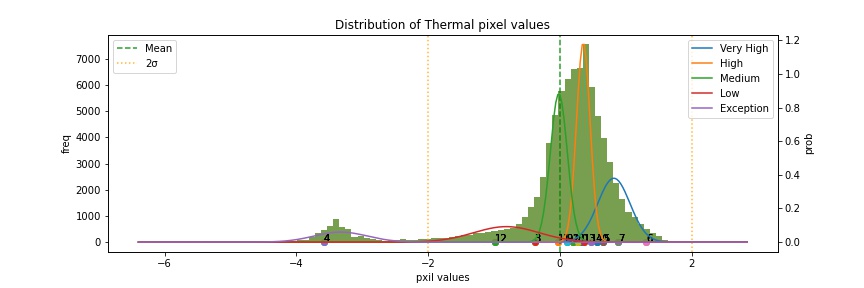 Distribution of Thermal pixel values
Mean
2σ
Very High
High
Medium
Low
Exception
7000
6000
5000
4000
3000
2000
1000
0
freq
1.2
1.0
0.8
0.6
0.4
0.2
0.0
prob
4
12
3
7
6
−6
−4
−2
0
2
pxil values